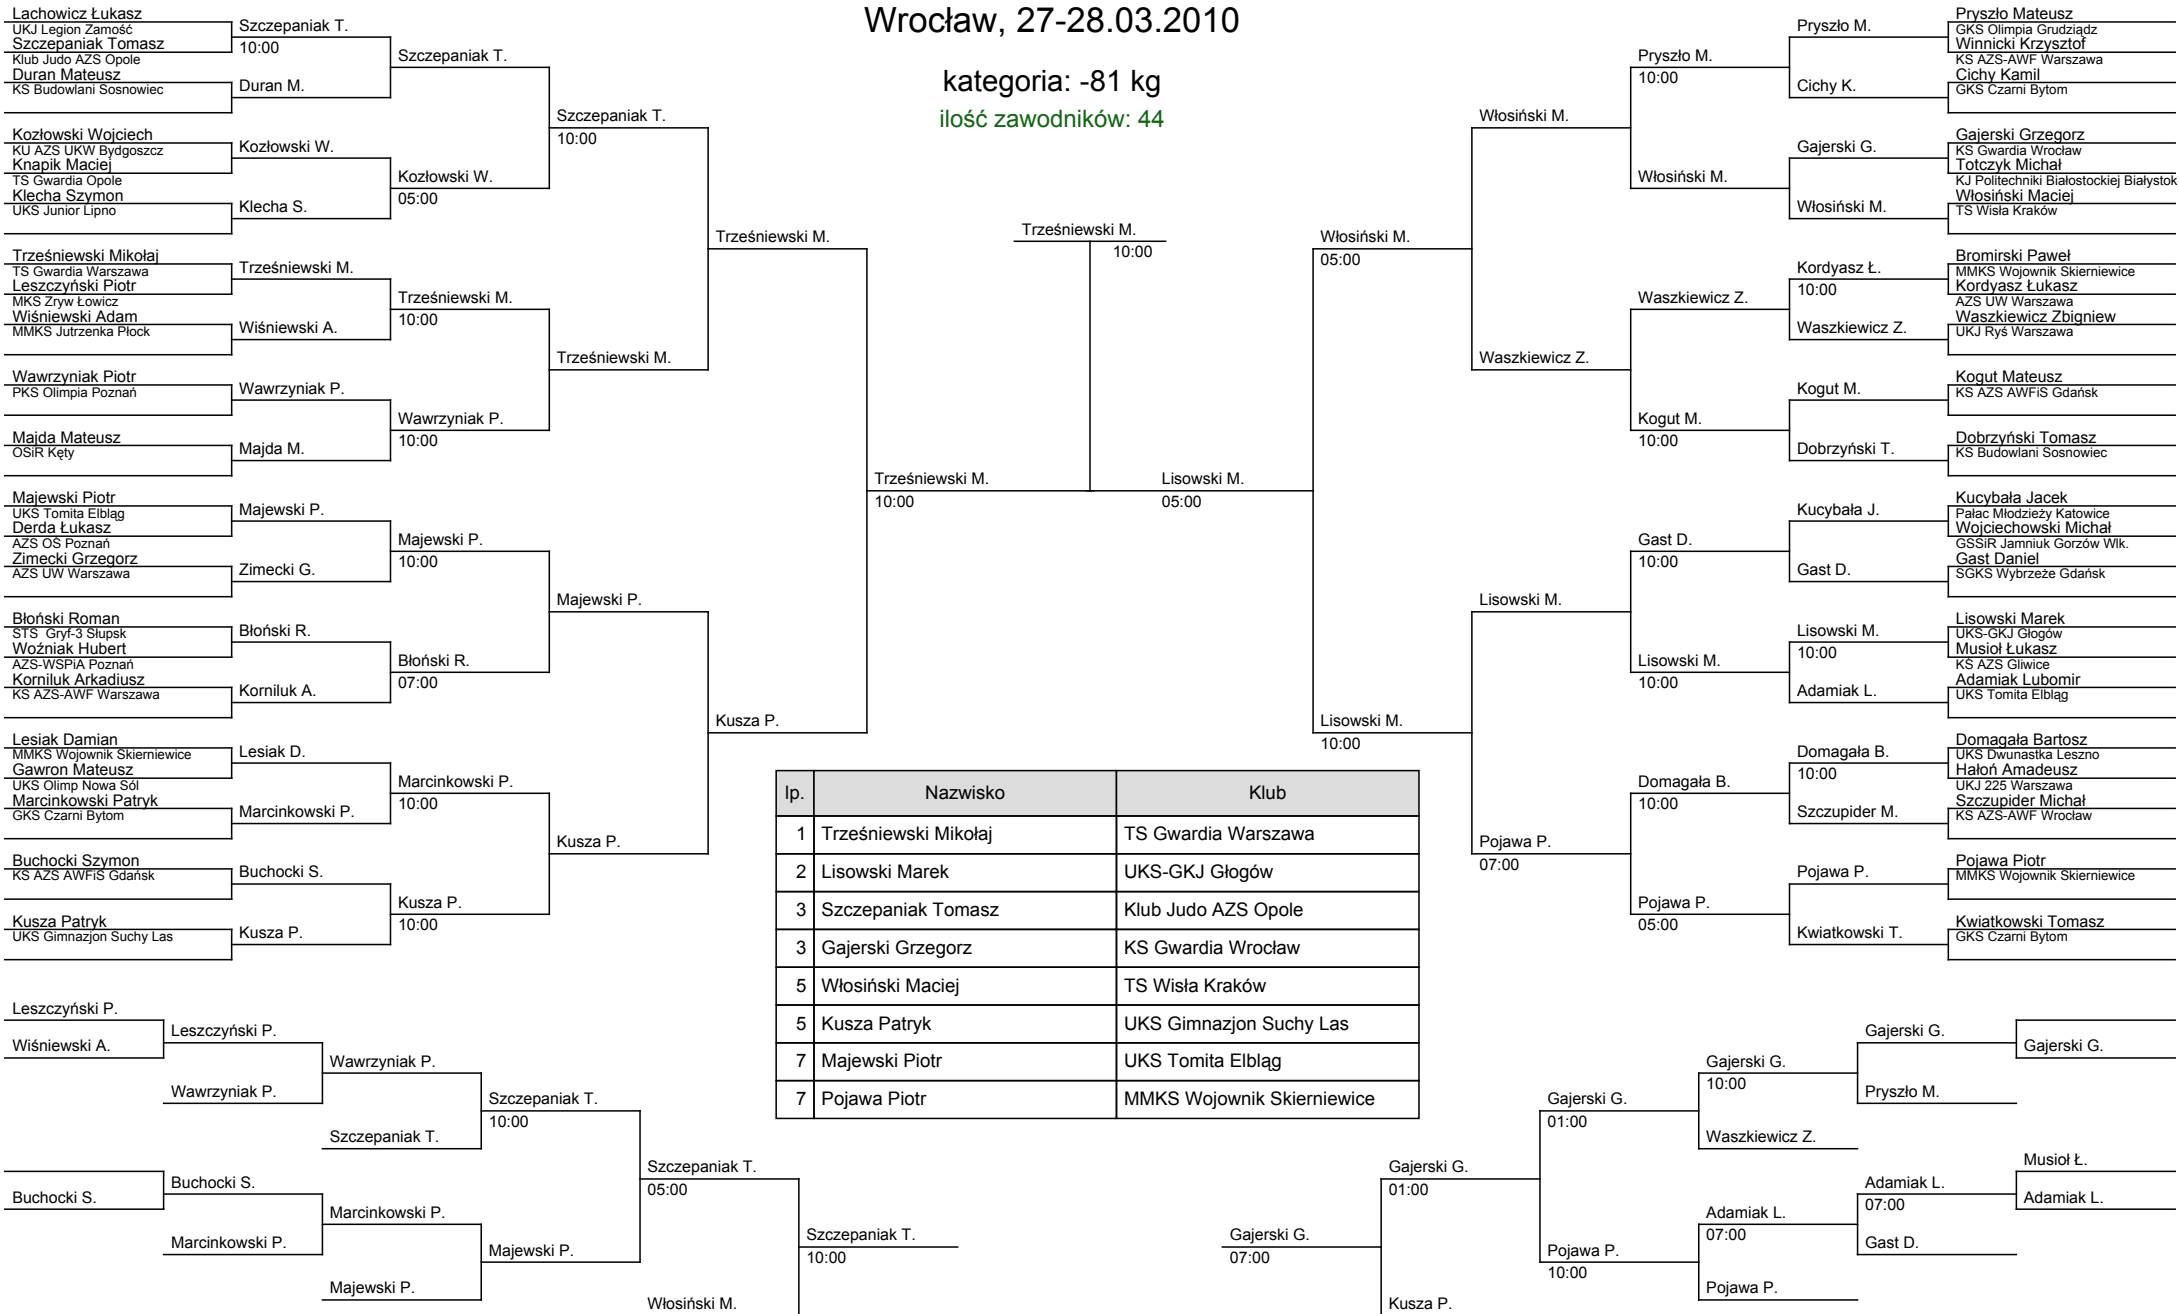 Wrocław, 27-28.03.2010
kategoria: -81 kg
ilość zawodników: 44
Lachowicz Łukasz
UKJ Legion Zamość
Szczepaniak Tomasz
Klub Judo AZS Opole
Duran Mateusz
KS Budowlani Sosnowiec
Kozłowski Wojciech
KU AZS UKW Bydgoszcz
Knapik Maciej
TS Gwardia Opole
Klecha Szymon
UKS Junior Lipno
Trześniewski Mikołaj
TS Gwardia Warszawa
Leszczyński Piotr
MKS Zryw Łowicz
Wiśniewski Adam
MMKS Jutrzenka Płock
Wawrzyniak Piotr
PKS Olimpia Poznań
Majda Mateusz
OSiR Kęty
Majewski Piotr
UKS Tomita Elbląg
Derda Łukasz
AZS OŚ Poznań
Zimecki Grzegorz
AZS UW Warszawa
Błoński Roman
STS  Gryf-3 Słupsk
Woźniak Hubert
AZS-WSPiA Poznań
Korniluk Arkadiusz
KS AZS-AWF Warszawa
Lesiak Damian
MMKS Wojownik Skierniewice
Gawron Mateusz
UKS Olimp Nowa Sól
Marcinkowski Patryk
GKS Czarni Bytom
Buchocki Szymon
KS AZS AWFiS Gdańsk
Kusza Patryk
UKS Gimnazjon Suchy Las
Szczepaniak T.
10:00
Duran M.
Kozłowski W.
Klecha S.
Trześniewski M.
Wiśniewski A.
Wawrzyniak P.
Majda M.
Majewski P.
Zimecki G.
Błoński R.
Korniluk A.
Lesiak D.
Marcinkowski P.
Buchocki S.
Kusza P.
Szczepaniak T.
Kozłowski W.
05:00
Trześniewski M.
10:00
Wawrzyniak P.
10:00
Majewski P.
10:00
Błoński R.
07:00
Marcinkowski P.
10:00
Kusza P.
10:00
Szczepaniak T.
10:00
Trześniewski M.
Majewski P.
Kusza P.
Trześniewski M.
Kusza P.
Trześniewski M.
10:00
Trześniewski M.
10:00
Lisowski M.
05:00
Włosiński M.
05:00
Lisowski M.
10:00
Włosiński M.
Waszkiewicz Z.
Lisowski M.
Pojawa P.
07:00
Pryszło M.
10:00
Włosiński M.
Waszkiewicz Z.
Kogut M.
10:00
Gast D.
10:00
Lisowski M.
10:00
Domagała B.
10:00
Pojawa P.
05:00
Pryszło M.
Cichy K.
Gajerski G.
Włosiński M.
Kordyasz Ł.
10:00
Waszkiewicz Z.
Kogut M.
Dobrzyński T.
Kucybała J.
Gast D.
Lisowski M.
10:00
Adamiak L.
Domagała B.
10:00
Szczupider M.
Pojawa P.
Kwiatkowski T.
Pryszło Mateusz
GKS Olimpia Grudziądz
Winnicki Krzysztof
KS AZS-AWF Warszawa
Cichy Kamil
GKS Czarni Bytom
Gajerski Grzegorz
KS Gwardia Wrocław
Totczyk Michał
KJ Politechniki Białostockiej Białystok
Włosiński Maciej
TS Wisła Kraków
Bromirski Paweł
MMKS Wojownik Skierniewice
Kordyasz Łukasz
AZS UW Warszawa
Waszkiewicz Zbigniew
UKJ Ryś Warszawa
Kogut Mateusz
KS AZS AWFiS Gdańsk
Dobrzyński Tomasz
KS Budowlani Sosnowiec
Kucybała Jacek
Pałac Młodzieży Katowice
Wojciechowski Michał
GSSiR Jamniuk Gorzów Wlk.
Gast Daniel
SGKS Wybrzeże Gdańsk
Lisowski Marek
UKS-GKJ Głogów
Musioł Łukasz
KS AZS Gliwice
Adamiak Lubomir
UKS Tomita Elbląg
Domagała Bartosz
UKS Dwunastka Leszno
Hałoń Amadeusz
UKJ 225 Warszawa
Szczupider Michał
KS AZS-AWF Wrocław
Pojawa Piotr
MMKS Wojownik Skierniewice
Kwiatkowski Tomasz
GKS Czarni Bytom
lp. Nazwisko Klub
1 Trześniewski Mikołaj TS Gwardia Warszawa
2 Lisowski Marek UKS-GKJ Głogów
3 Szczepaniak Tomasz Klub Judo AZS Opole
3 Gajerski Grzegorz KS Gwardia Wrocław
5 Włosiński Maciej TS Wisła Kraków
5 Kusza Patryk UKS Gimnazjon Suchy Las
7 Majewski Piotr UKS Tomita Elbląg
7 Pojawa Piotr MMKS Wojownik Skierniewice
Leszczyński P.
Wiśniewski A.
Buchocki S.
Leszczyński P.
Wawrzyniak P.
Buchocki S.
Marcinkowski P.
Wawrzyniak P.
Szczepaniak T.
Marcinkowski P.
Majewski P.
Szczepaniak T.
10:00
Majewski P.
Szczepaniak T.
05:00
Włosiński M.
Szczepaniak T.
10:00
Gajerski G.
07:00
Gajerski G.
01:00
Kusza P.
Gajerski G.
01:00
Pojawa P.
10:00
Gajerski G.
10:00
Waszkiewicz Z.
Adamiak L.
07:00
Pojawa P.
Gajerski G.
Pryszło M.
Adamiak L.
07:00
Gast D.
Gajerski G.
Musioł Ł.
Adamiak L.